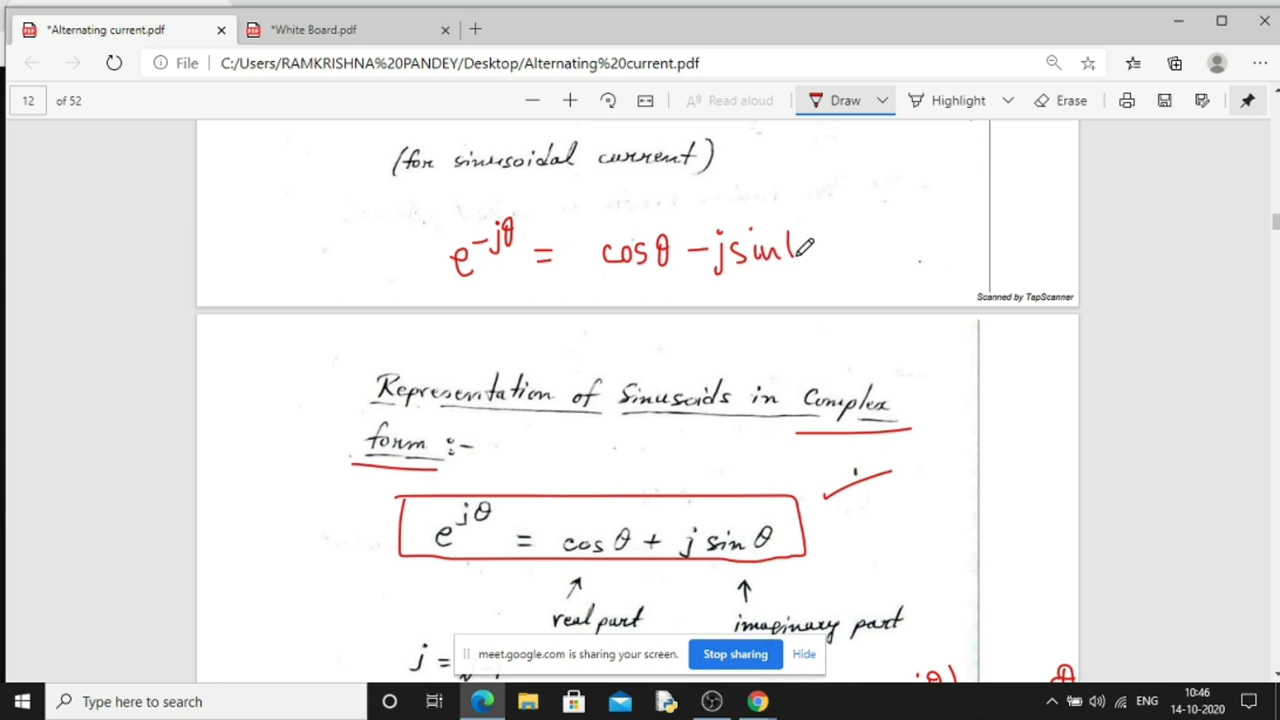 *Alternating current.pdf
*White Board.pdf
File
C:/Users/RAMKRISHNA%20PANDEY/Desktop/Alternating%20current.pdf
12 of 52
Read aloud
Draw
Highlight
Erase
(for sinusoidal current)
e^-jθ = cosθ - jsin
Scanned by TapScanner
Representation of Sinusoids in Complex
form :-
e^jθ = cosθ + j sinθ
real part
imaginary part
j =
meet.google.com is sharing your screen.
Stop sharing
Hide
Type here to search
ENG
10:46
14-10-2020